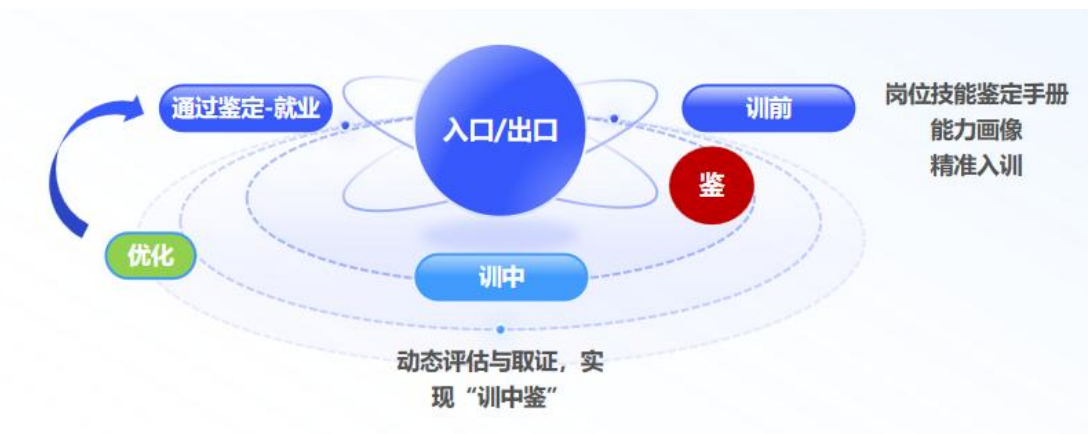 通过鉴定-就业
入口/出口
训前
岗位技能鉴定手册
能力画像
精准入训
鉴
优化
训中
动态评估与取证，实
现“训中鉴”